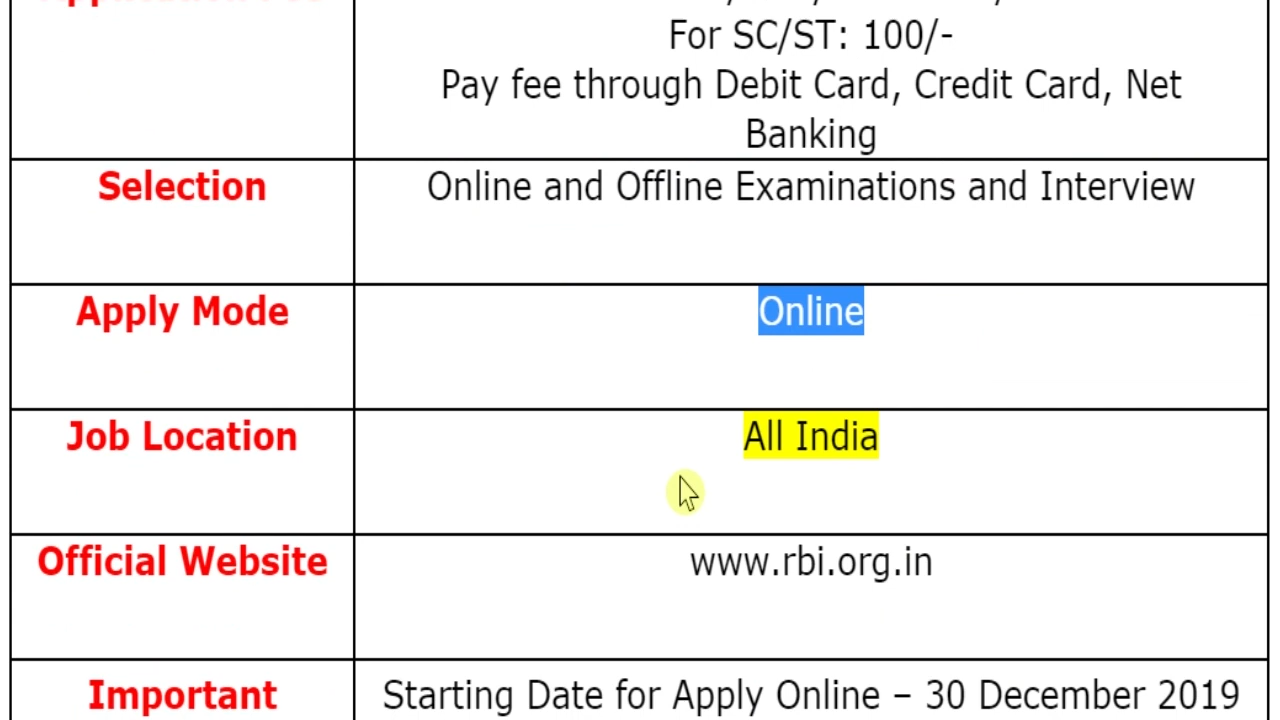 For SC/ST: 100/-
Pay fee through Debit Card, Credit Card, Net
Banking
Selection
Online and Offline Examinations and Interview
Apply Mode
Online
Job Location
All India
Official Website
www.rbi.org.in
Important
Starting Date for Apply Online – 30 December 2019